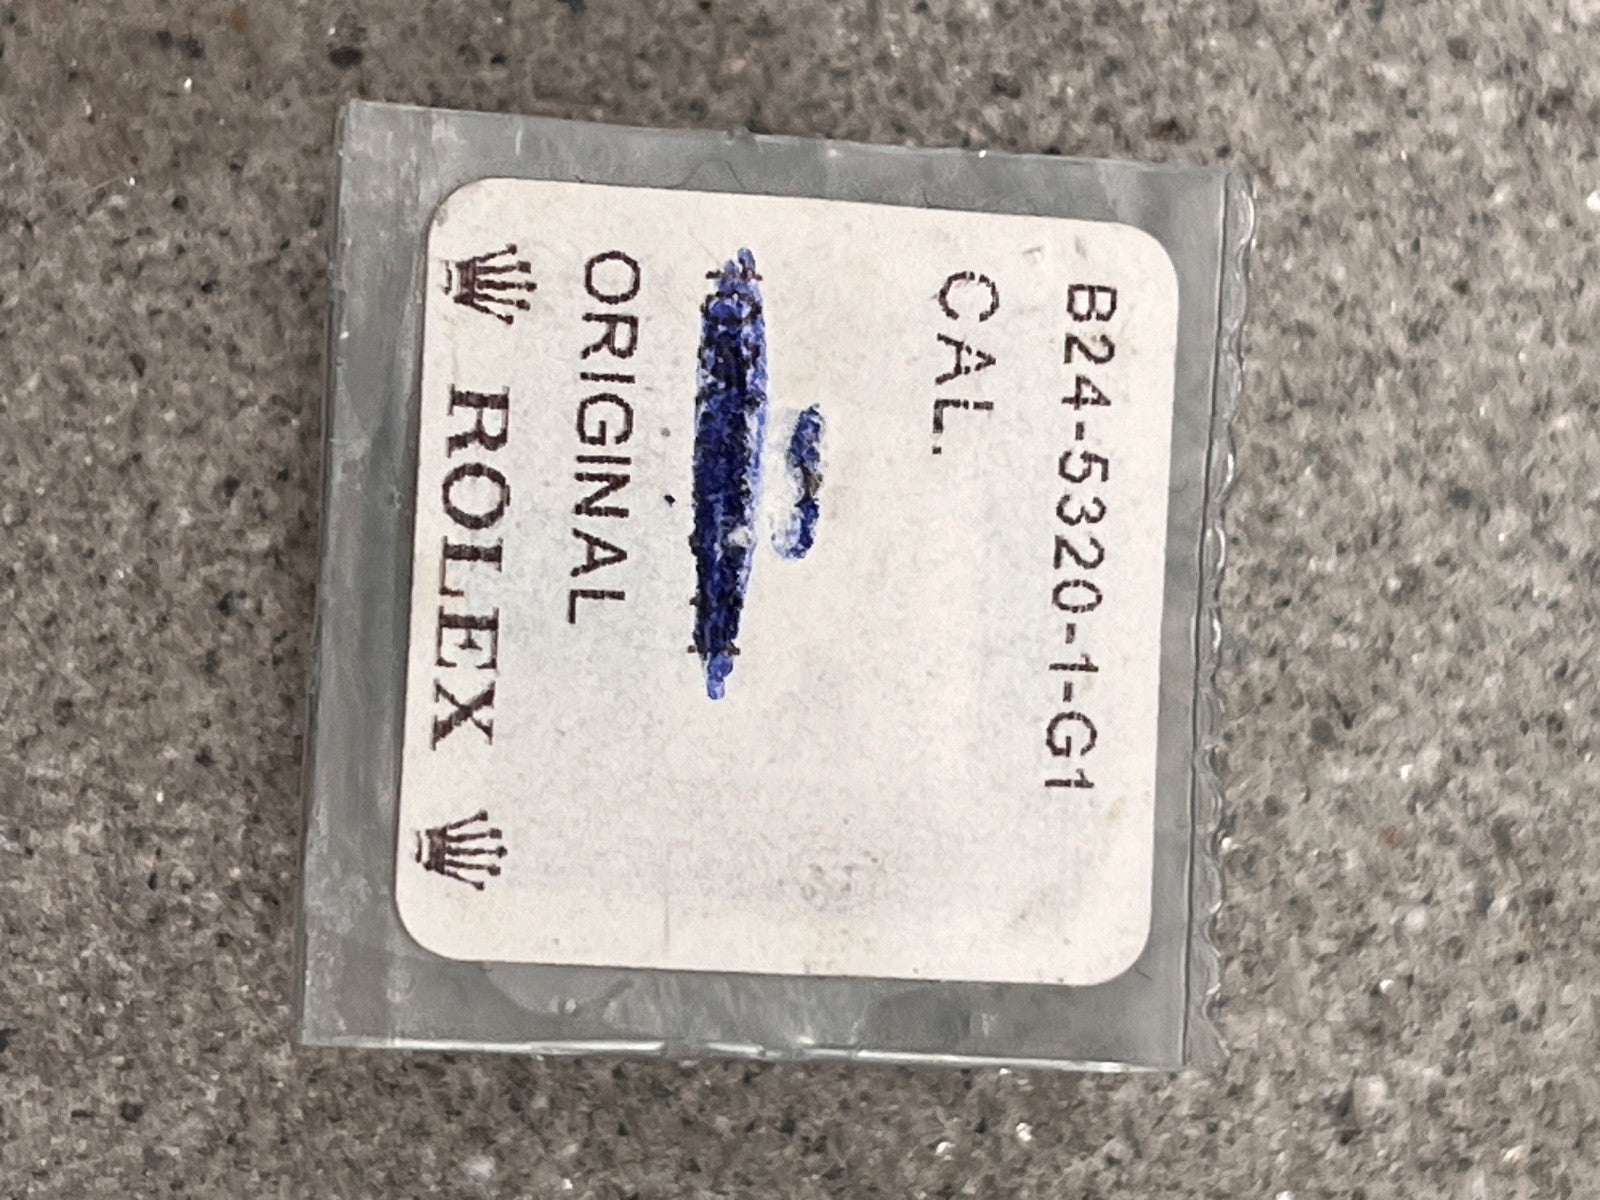 B24-5320-1-G1
CAL.
ORIGINAL
ROLEX